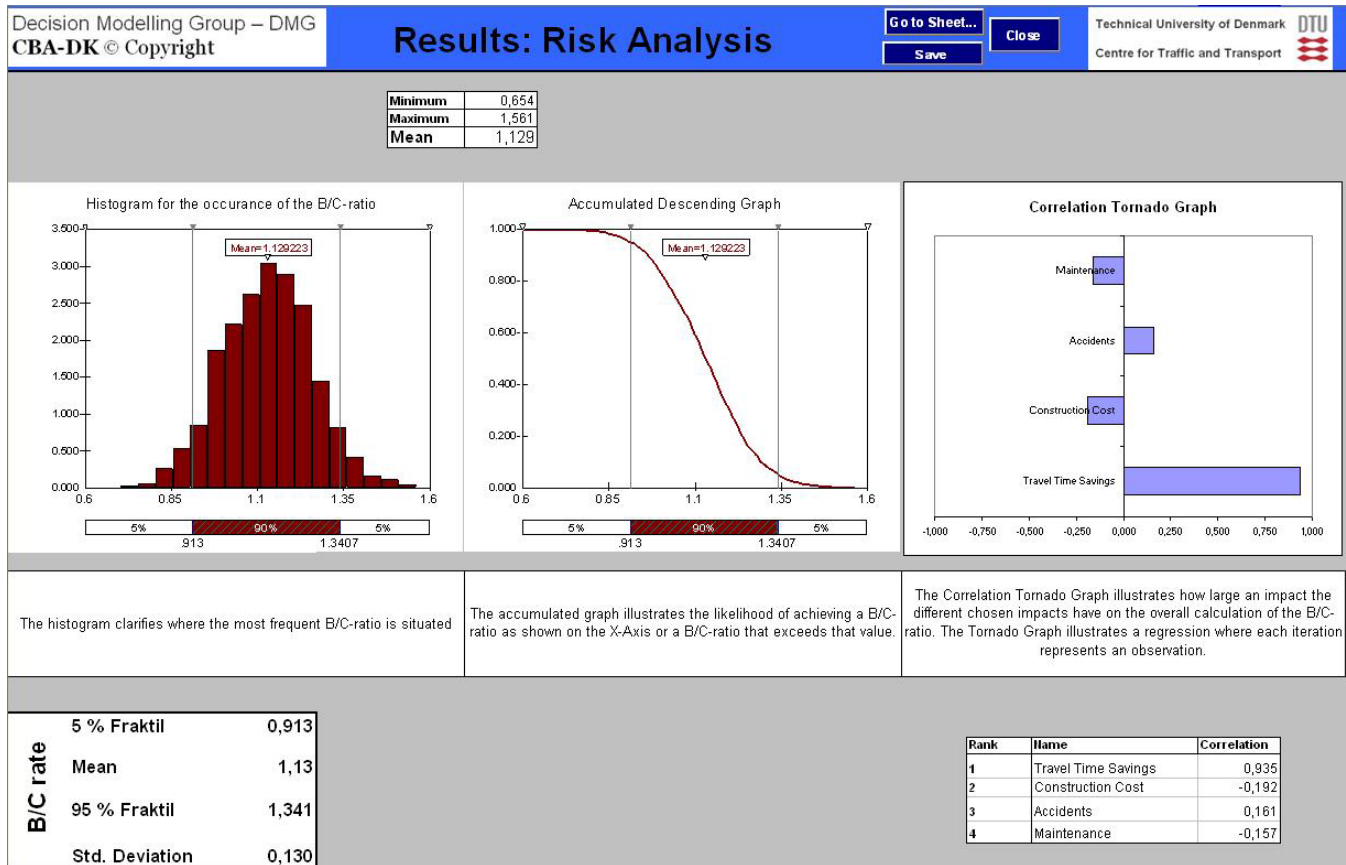 Decision Modelling Group – DMG
CBA-DK © Copyright
Results: Risk Analysis
Go to Sheet...
Save
Close
Technical University of Denmark
Centre for Traffic and Transport
DTU
Minimum 0,654
Maximum 1,561
Mean 1,129
Histogram for the occurance of the B/C-ratio
3.500
3.000
2.500
2.000
1.500
1.000
0.500
0.000
Mean=1.129223
0.6 0.85 1.1 1.35 1.6
5% 90% 5%
.913 1.3407
Accumulated Descending Graph
1.000
0.800
0.600
0.400
0.200
0.000
Mean=1.129223
0.6 0.85 1.1 1.35 1.6
5% 90% 5%
.913 1.3407
Correlation Tornado Graph
Maintenance
Accidents
Construction Cost
Travel Time Savings
-1,000 -0,750 -0,500 -0,250 0,000 0,250 0,500 0,750 1,000
The histogram clarifies where the most frequent B/C-ratio is situated
The accumulated graph illustrates the likelihood of achieving a B/C-
ratio as shown on the X-Axis or a B/C-ratio that exceeds that value.
The Correlation Tornado Graph illustrates how large an impact the
different chosen impacts have on the overall calculation of the B/C-
ratio. The Tornado Graph illustrates a regression where each iteration
represents an observation.
B/C rate
5 % Fraktil 0,913
Mean 1,13
95 % Fraktil 1,341
Std. Deviation 0,130
Rank Name Correlation
1 Travel Time Savings 0,935
2 Construction Cost -0,192
3 Accidents 0,161
4 Maintenance -0,157